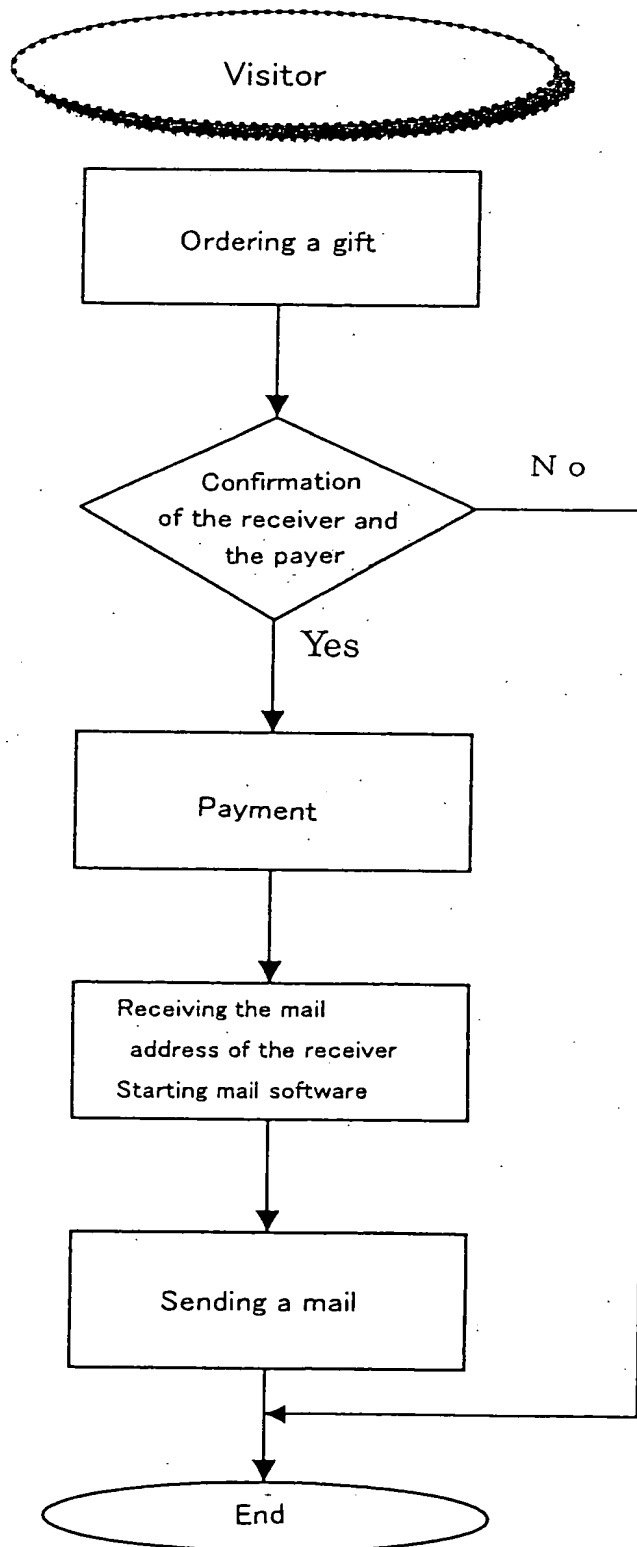 Visitor
Ordering a gift
Confirmation
of the receiver and
the payer
No
Yes
Payment
Receiving the mail
address of the receiver
Starting mail software
Sending a mail
End